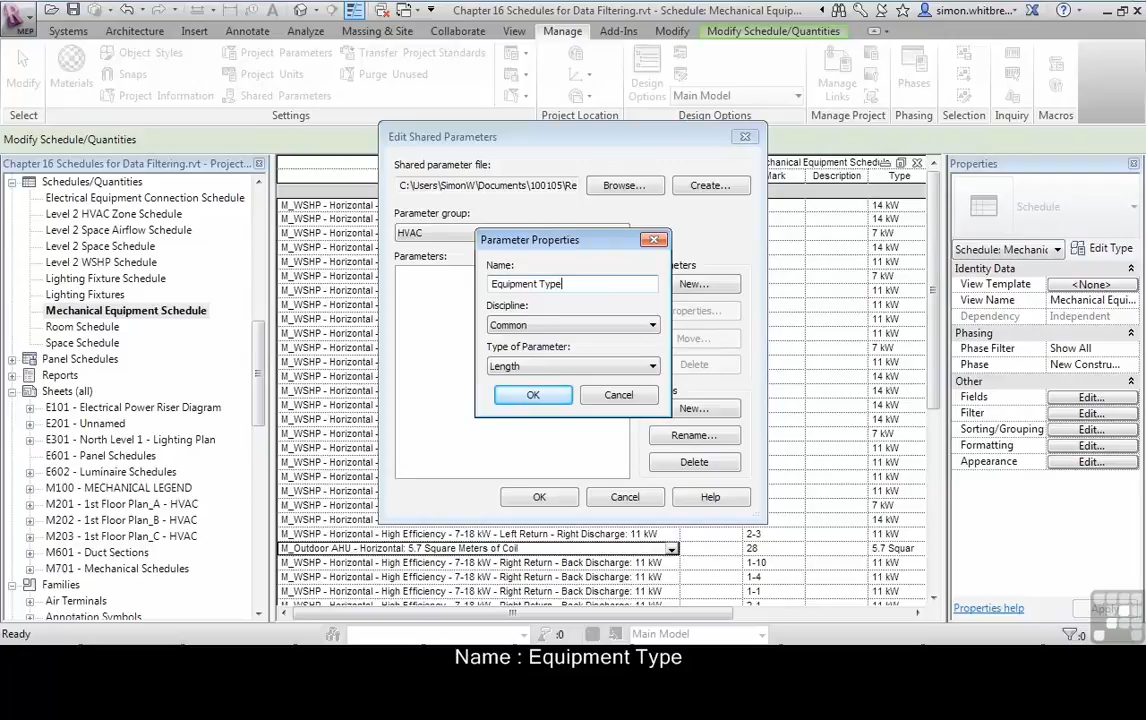 Chapter 16 Schedules for Data Filtering.rvt - Schedule: Mechanical Equip...
simon.whitbre...
MEP
Systems Architecture Insert Annotate Analyze Massing & Site Collaborate View Manage Add-Ins Modify Modify Schedule/Quantities
Modify
Materials
Object Styles
Snaps
Project Information
Project Parameters
Project Units
Shared Parameters
Transfer Project Standards
Purge Unused
Design Options
Main Model
Manage Links
Phases
Select
Settings
Project Location
Design Options
Manage Project
Phasing
Selection
Inquiry
Macros
Modify Schedule/Quantities
Chapter 16 Schedules for Data Filtering.rvt - Project...
Schedules/Quantities
Electrical Equipment Connection Schedule
Level 2 HVAC Zone Schedule
Level 2 Space Airflow Schedule
Level 2 Space Schedule
Level 2 WSHP Schedule
Lighting Fixture Schedule
Lighting Fixtures
Mechanical Equipment Schedule
Room Schedule
Space Schedule
Panel Schedules
Reports
Sheets (all)
E101 - Electrical Power Riser Diagram
E201 - Unnamed
E301 - North Level 1 - Lighting Plan
E601 - Panel Schedules
E602 - Luminaire Schedules
M100 - MECHANICAL LEGEND
M201 - 1st Floor Plan_A - HVAC
M202 - 1st Floor Plan_B - HVAC
M203 - 1st Floor Plan_C - HVAC
M601 - Duct Sections
M701 - Mechanical Schedules
Families
Air Terminals
Annotation Symbols
Edit Shared Parameters
Shared parameter file:
C:\Users\SimonW\Documents\100105\Re
Browse...
Create...
Parameter group:
HVAC
Parameters:
New...
Move...
Delete
New...
Rename...
Delete
OK
Cancel
Help
Parameter Properties
Name:
Equipment Type
Discipline:
Common
Type of Parameter:
Length
OK
Cancel
Description
Type
M_WSHP - Horizontal -
14 kW
M_WSHP - Horizontal - High Efficiency - 7-18 kW - Left Return - Right Discharge: 11 kW 2-3 11 kW
M_Outdoor AHU - Horizontal: 5.7 Square Meters of Coil 28 5.7 Squar
M_WSHP - Horizontal - High Efficiency - 7-18 kW - Right Return - Back Discharge: 11 kW 1-10 11 kW
M_WSHP - Horizontal - High Efficiency - 7-18 kW - Right Return - Back Discharge: 11 kW 1-4 11 kW
M_WSHP - Horizontal - High Efficiency - 7-18 kW - Right Return - Back Discharge: 11 kW 1-1 11 kW
Properties
Schedule
Schedule: Mechanic
Edit Type
Identity Data
View Template <None>
View Name Mechanical Equi...
Dependency Independent
Phasing
Phase Filter Show All
Phase New Constru...
Other
Fields Edit...
Filter Edit...
Sorting/Grouping Edit...
Formatting Edit...
Appearance Edit...
Properties help
Apply
Ready
:0
Main Model
:0
Name : Equipment Type